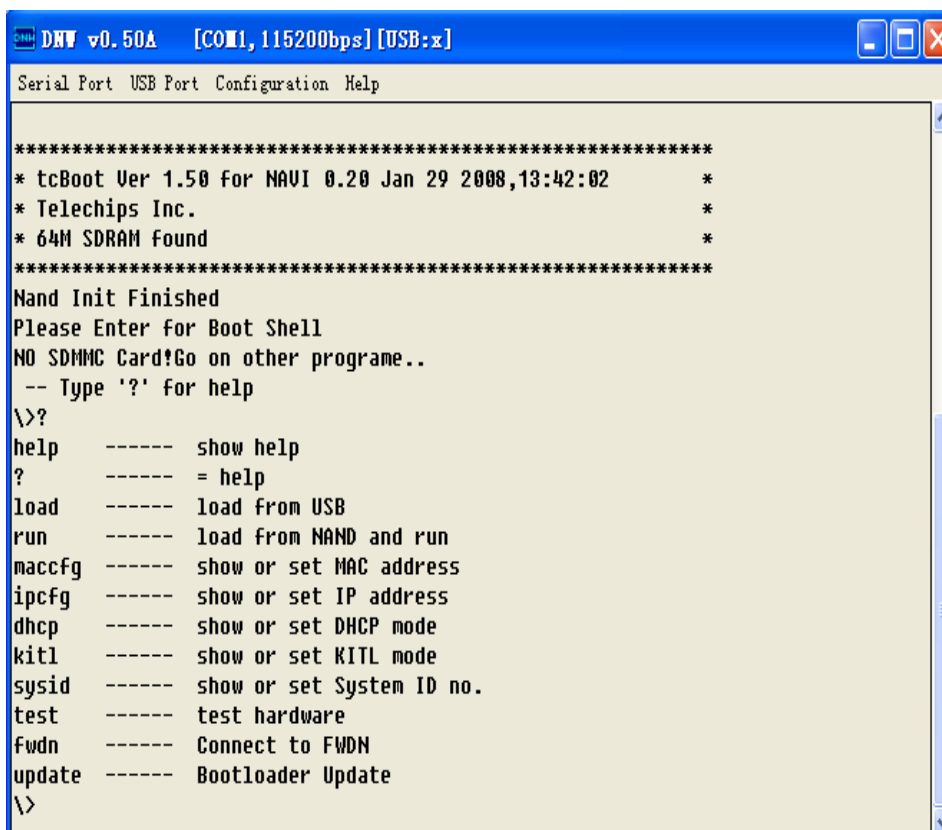 DNW v0.50A [COM1,115200bps][USB:x]
Serial Port USB Port Configuration Help
*************************************************************
* tcBoot Ver 1.50 for NAVI 0.20 Jan 29 2008,13:42:02 *
* Telechips Inc. *
* 64M SDRAM found *
*************************************************************
Nand Init Finished
Please Enter for Boot Shell
NO SDMMC Card!Go on other programe..
-- Type '?' for help
\>?
help ------ show help
? ------ = help
load ------ load from USB
run ------ load from NAND and run
maccfg ------ show or set MAC address
ipcfg ------ show or set IP address
dhcp ------ show or set DHCP mode
kitl ------ show or set KITL mode
sysid ------ show or set System ID no.
test ------ test hardware
fwdn ------ Connect to FWDN
update ------ Bootloader Update
\>